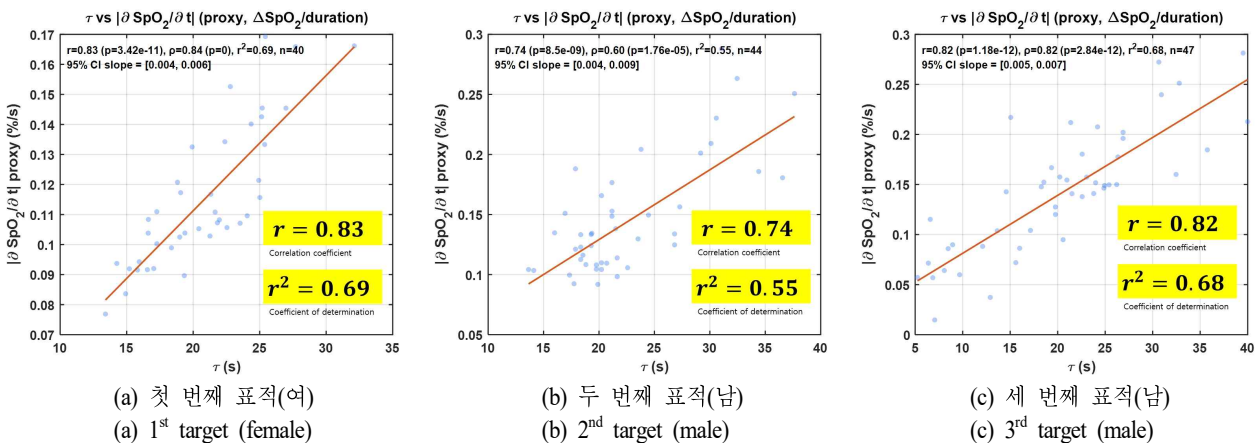 τ vs |∂ SpO₂/∂ t| (proxy, ΔSpO₂/duration)
r=0.83 (p=3.42e-11), ρ=0.84 (p=0), r²=0.69, n=40
95% CI slope = [0.004, 0.006]
|∂ SpO₂/∂ t| proxy (%/s)
0.17
0.16
0.15
0.14
0.13
0.12
0.11
0.1
0.09
0.08
0.07
r = 0.83
Correlation coefficient
r² = 0.69
Coefficient of determination
10 15 20 25 30 35
τ (s)
(a) 첫 번째 표적(여)
(a) 1st target (female)
τ vs |∂ SpO₂/∂ t| (proxy, ΔSpO₂/duration)
r=0.74 (p=8.5e-09), ρ=0.60 (p=1.76e-05), r²=0.55, n=44
95% CI slope = [0.004, 0.009]
|∂ SpO₂/∂ t| proxy (%/s)
0.3
0.25
0.2
0.15
0.1
0.05
r = 0.74
Correlation coefficient
r² = 0.55
Coefficient of determination
10 15 20 25 30 35 40
τ (s)
(b) 두 번째 표적(남)
(b) 2nd target (male)
τ vs |∂ SpO₂/∂ t| (proxy, ΔSpO₂/duration)
r=0.82 (p=1.18e-12), ρ=0.82 (p=2.84e-12), r²=0.68, n=47
95% CI slope = [0.005, 0.007]
|∂ SpO₂/∂ t| proxy (%/s)
0.3
0.25
0.2
0.15
0.1
0.05
0
r = 0.82
Correlation coefficient
r² = 0.68
Coefficient of determination
5 10 15 20 25 30 35 40
τ (s)
(c) 세 번째 표적(남)
(c) 3rd target (male)